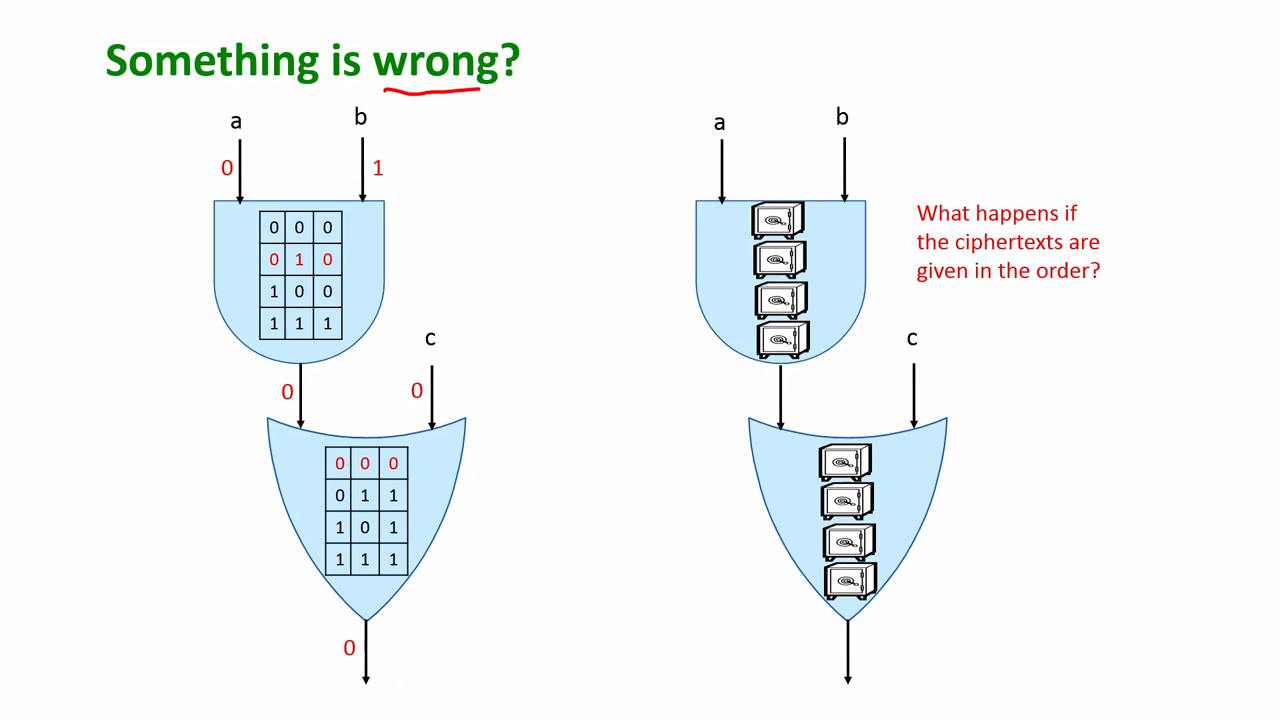 Something is wrong?
a
b
0
1
0 0 0
0 1 0
1 0 0
1 1 1
c
0
0
0 0 0
0 1 1
1 0 1
1 1 1
0
a
b
What happens if
the ciphertexts are
given in the order?
c